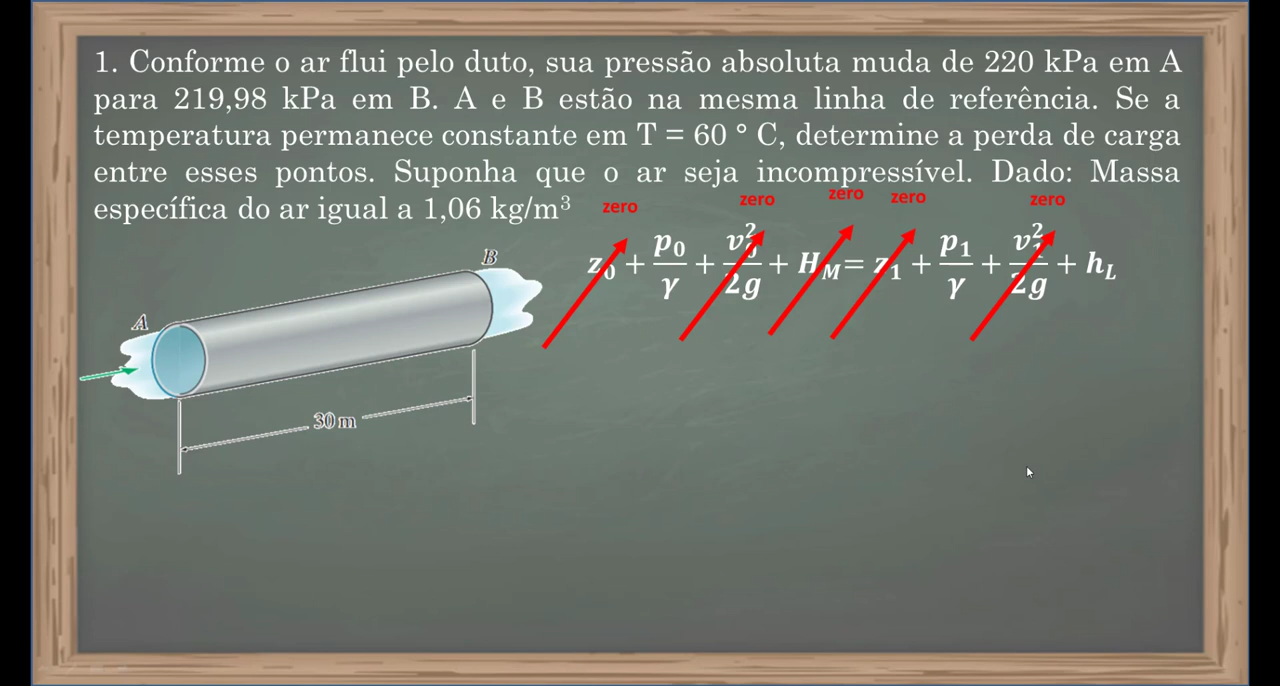 1. Conforme o ar flui pelo duto, sua pressão absoluta muda de 220 kPa em A
para 219,98 kPa em B. A e B estão na mesma linha de referência. Se a
temperatura permanece constante em T = 60 ° C, determine a perda de carga
entre esses pontos. Suponha que o ar seja incompressível. Dado: Massa
específica do ar igual a 1,06 kg/m³
zero zero zero zero zero
z₀ + p₀/γ + v₀²/2g + H_M = z₁ + p₁/γ + v₁²/2g + h_L
B
A
30 m